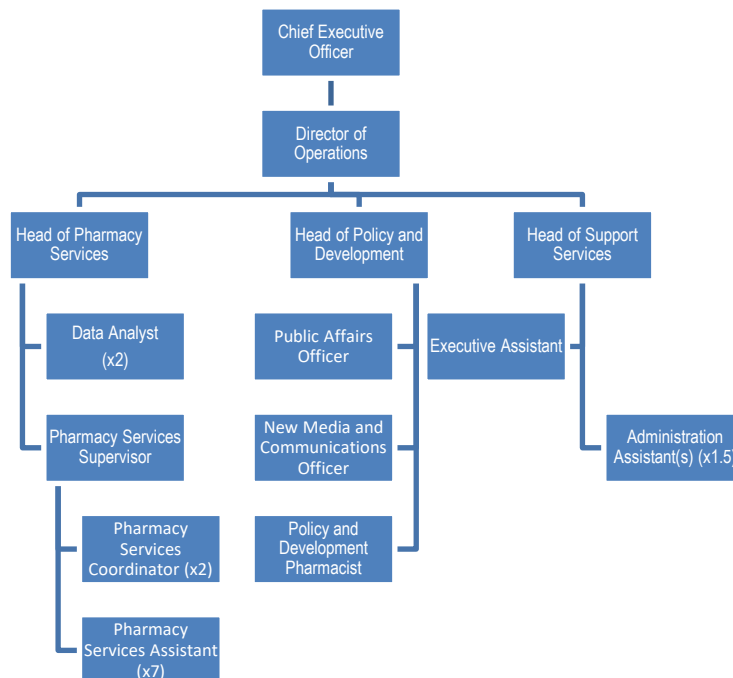 Chief Executive
Officer
Director of
Operations
Head of Pharmacy
Services
Head of Policy and
Development
Head of Support
Services
Data Analyst
(x2)
Public Affairs
Officer
Executive Assistant
Pharmacy Services
Supervisor
New Media and
Communications
Officer
Administration
Assistant(s) (x1.5)
Pharmacy
Services
Coordinator (x2)
Policy and
Development
Pharmacist
Pharmacy
Services Assistant
(x7)